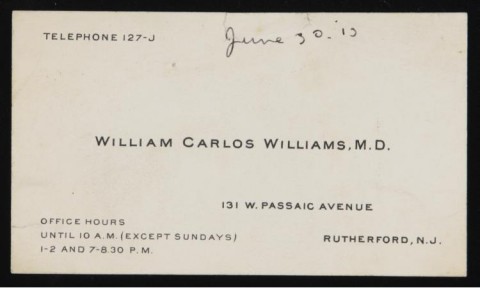 TELEPHONE 127-J
June 30. 13
WILLIAM CARLOS WILLIAMS, M.D.
131 W. PASSAIC AVENUE
OFFICE HOURS
UNTIL 10 A.M. (EXCEPT SUNDAYS)
1-2 AND 7-8.30 P.M.
RUTHERFORD, N.J.